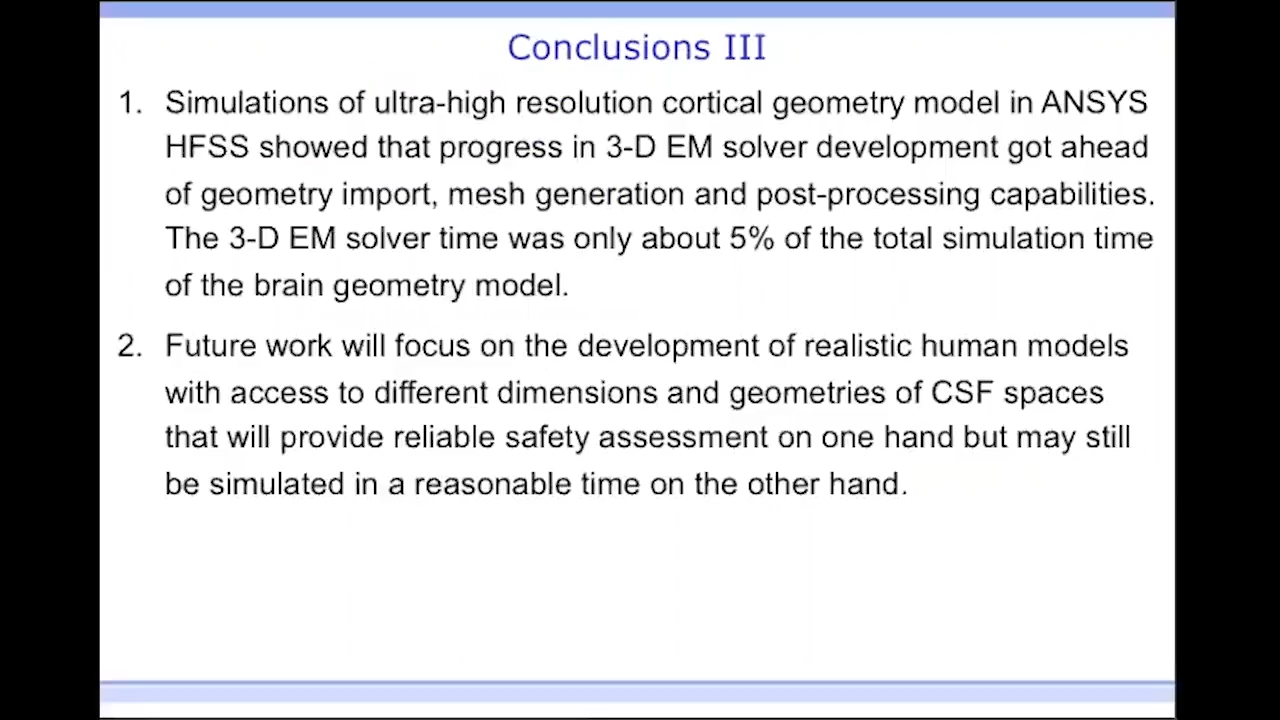 Conclusions III
1. Simulations of ultra-high resolution cortical geometry model in ANSYS
HFSS showed that progress in 3-D EM solver development got ahead
of geometry import, mesh generation and post-processing capabilities.
The 3-D EM solver time was only about 5% of the total simulation time
of the brain geometry model.
2. Future work will focus on the development of realistic human models
with access to different dimensions and geometries of CSF spaces
that will provide reliable safety assessment on one hand but may still
be simulated in a reasonable time on the other hand.